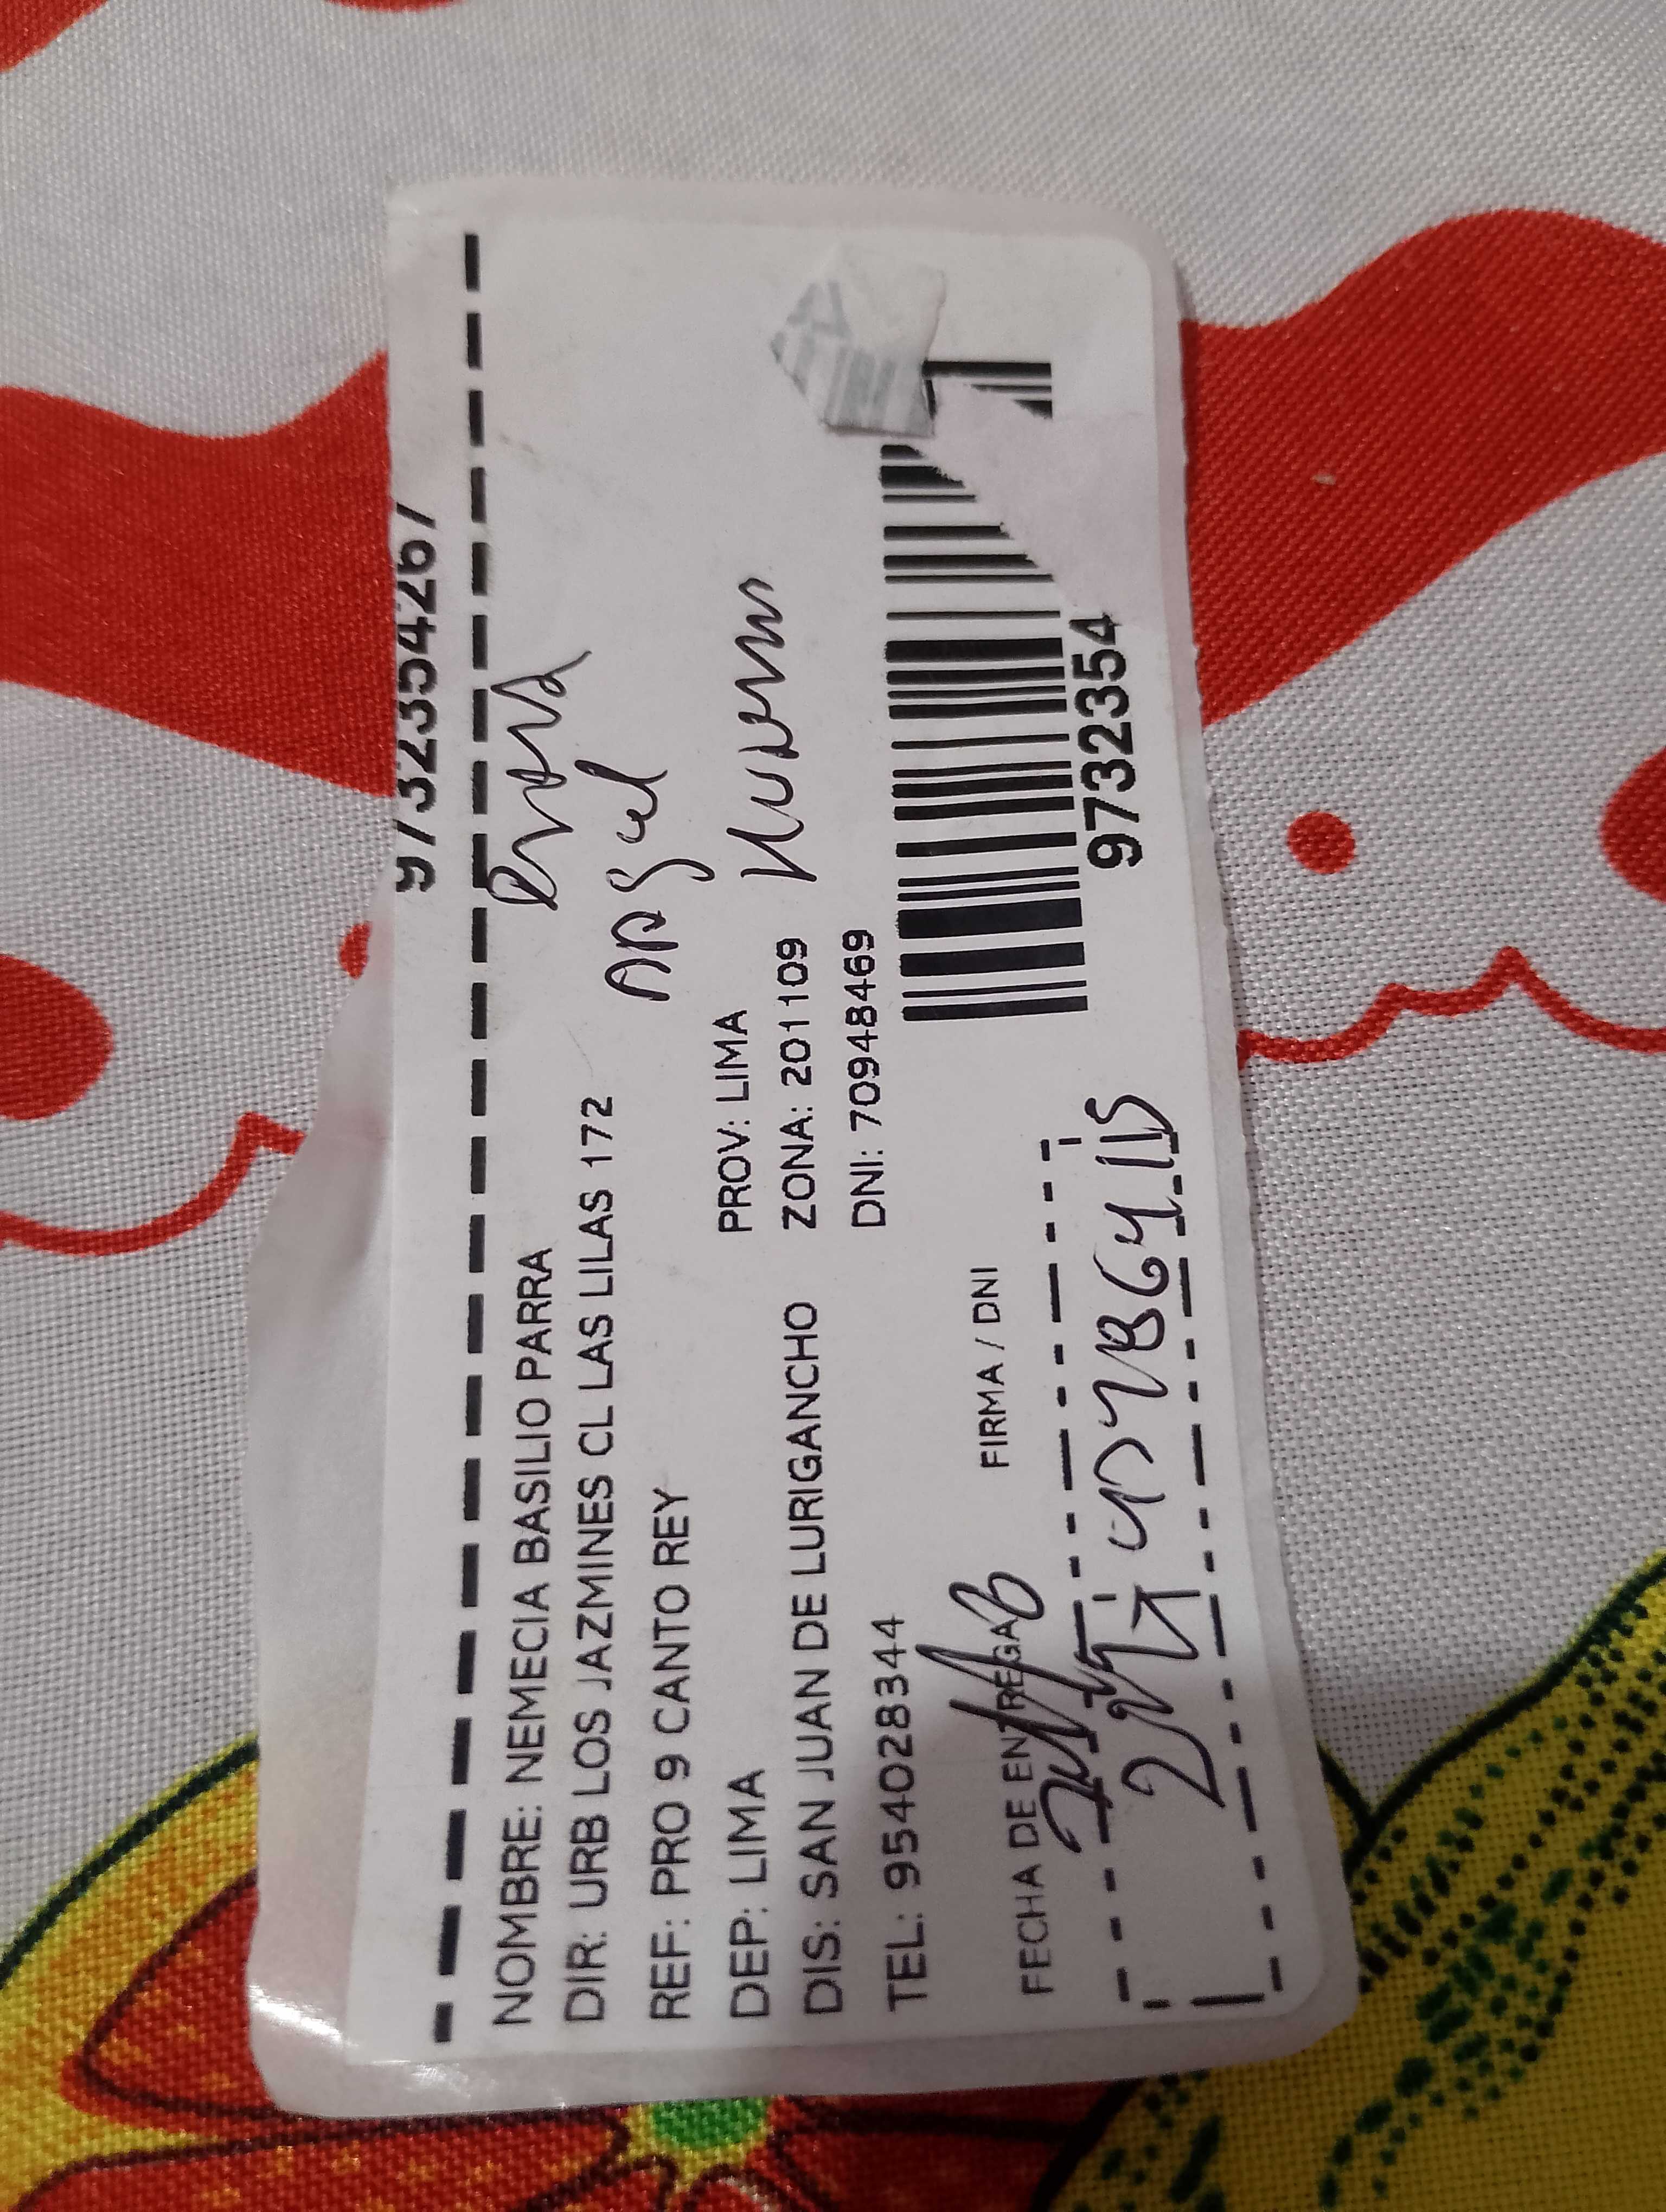 973235426
NOMBRE: NEMECIA BASILIO PARRA
DIR: URB LOS JAZMINES CL LAS LILAS 172
REF: PRO 9 CANTO REY
DEP: LIMA PROV: LIMA
DIS: SAN JUAN DE LURIGANCHO ZONA: 201109
TEL: 954028344 DNI: 70948469
FECHA DE ENTREGA FIRMA / DNI
9732354